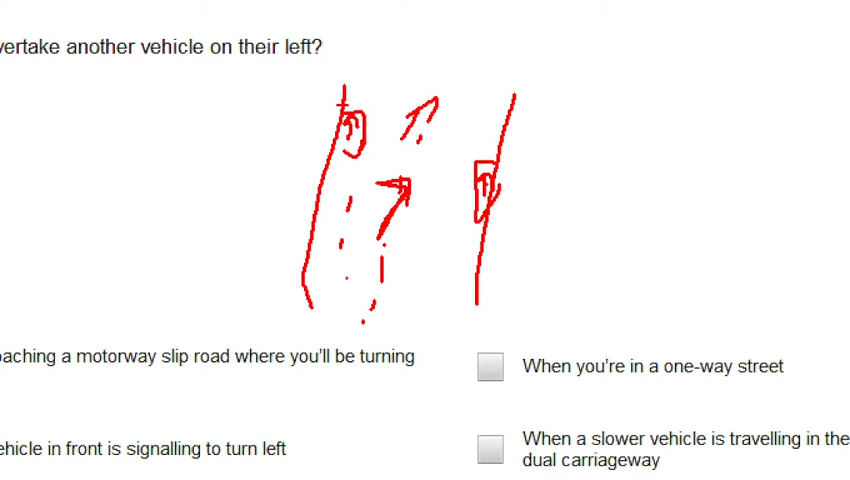 vertake another vehicle on their left?
oaching a motorway slip road where you'll be turning
When you're in a one-way street
ehicle in front is signalling to turn left
When a slower vehicle is travelling in the
dual carriageway